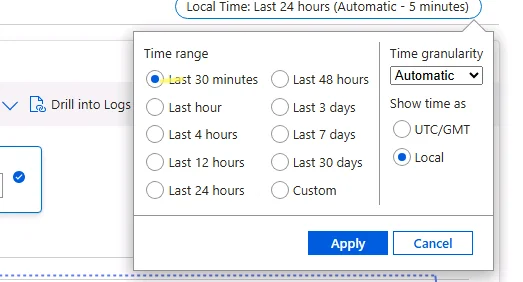 Local Time: Last 24 hours (Automatic - 5 minutes)
Time range
Last 30 minutes
Last hour
Last 4 hours
Last 12 hours
Last 24 hours
Last 48 hours
Last 3 days
Last 7 days
Last 30 days
Custom
Time granularity
Automatic
Show time as
UTC/GMT
Local
Drill into Logs
Apply
Cancel